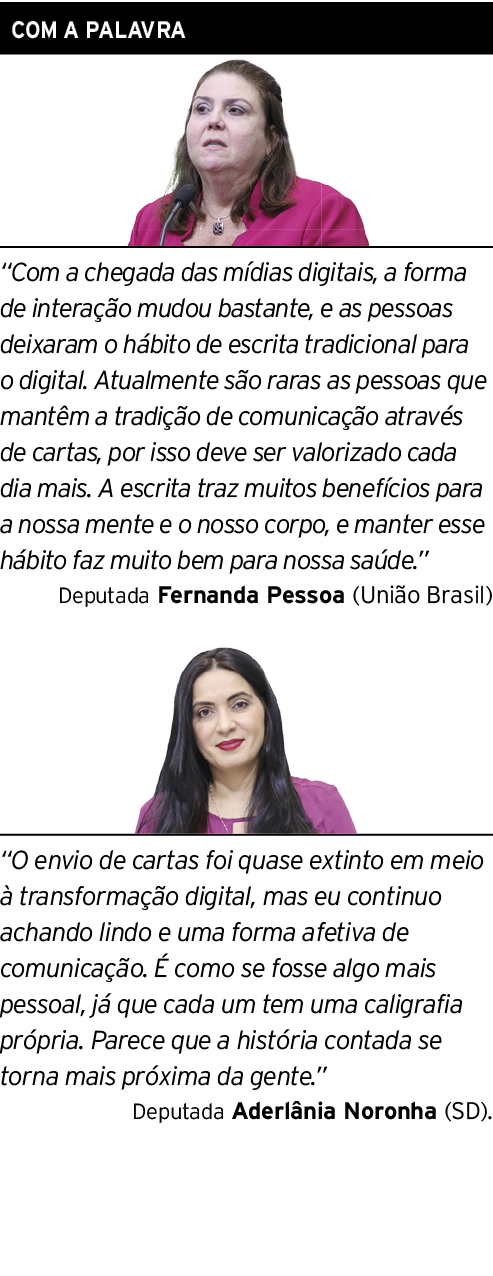 COM A PALAVRA
“Com a chegada das mídias digitais, a forma
de interação mudou bastante, e as pessoas
deixaram o hábito de escrita tradicional para
o digital. Atualmente são raras as pessoas que
mantêm a tradição de comunicação através
de cartas, por isso deve ser valorizado cada
dia mais. A escrita traz muitos benefícios para
a nossa mente e o nosso corpo, e manter esse
hábito faz muito bem para nossa saúde.”
Deputada Fernanda Pessoa (União Brasil)
“O envio de cartas foi quase extinto em meio
à transformação digital, mas eu continuo
achando lindo e uma forma afetiva de
comunicação. É como se fosse algo mais
pessoal, já que cada um tem uma caligrafia
própria. Parece que a história contada se
torna mais próxima da gente.”
Deputada Aderlânia Noronha (SD).